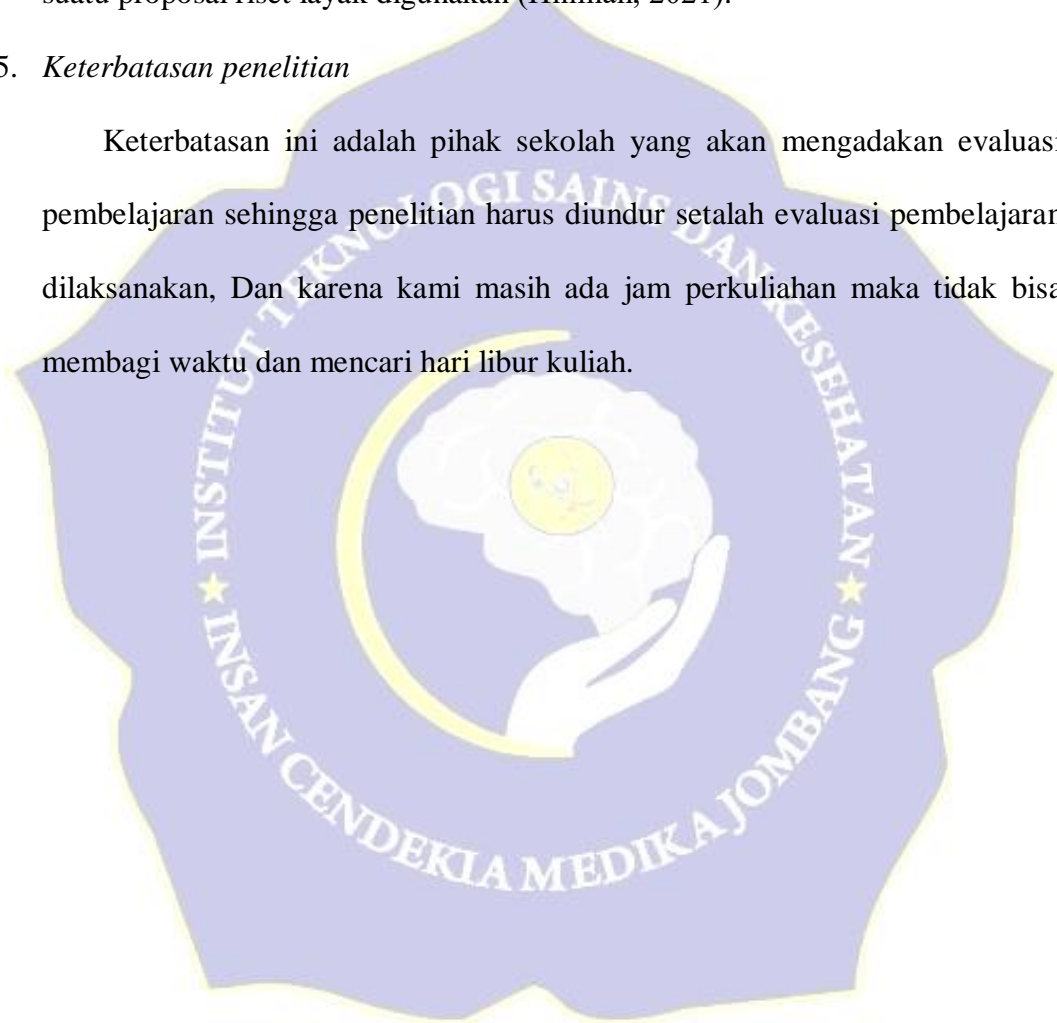 suatu proposal riset layak digunakan (Himman, 2021).
5. Keterbatasan penelitian
Keterbatasan ini adalah pihak sekolah yang akan mengadakan evaluasi
pembelajaran sehingga penelitian harus diundur setalah evaluasi pembelajaran
dilaksanakan, Dan karena kami masih ada jam perkuliahan maka tidak bisa
membagi waktu dan mencari hari libur kuliah.
INSTITUT TEKNOLOGI SAINS DAN KESEHATAN
INSAN CENDEKIA MEDIKA JOMBANG